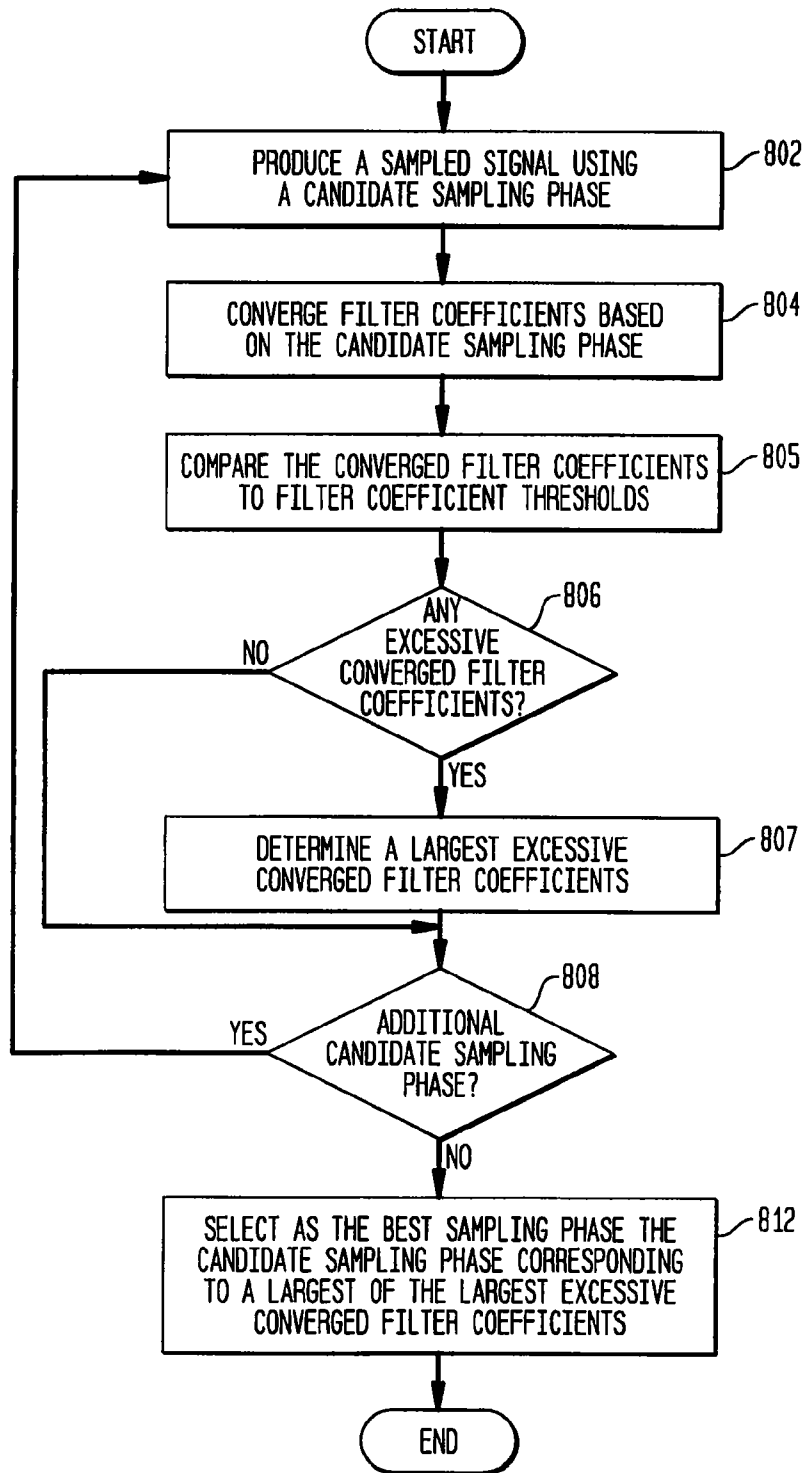 START
PRODUCE A SAMPLED SIGNAL USING
A CANDIDATE SAMPLING PHASE
802
CONVERGE FILTER COEFFICIENTS BASED
ON THE CANDIDATE SAMPLING PHASE
804
COMPARE THE CONVERGED FILTER COEFFICIENTS
TO FILTER COEFFICIENT THRESHOLDS
805
ANY
EXCESSIVE
CONVERGED FILTER
COEFFICIENTS?
806
NO
YES
DETERMINE A LARGEST EXCESSIVE
CONVERGED FILTER COEFFICIENTS
807
ADDITIONAL
CANDIDATE SAMPLING
PHASE?
808
YES
NO
SELECT AS THE BEST SAMPLING PHASE THE
CANDIDATE SAMPLING PHASE CORRESPONDING
TO A LARGEST OF THE LARGEST EXCESSIVE
CONVERGED FILTER COEFFICIENTS
812
END